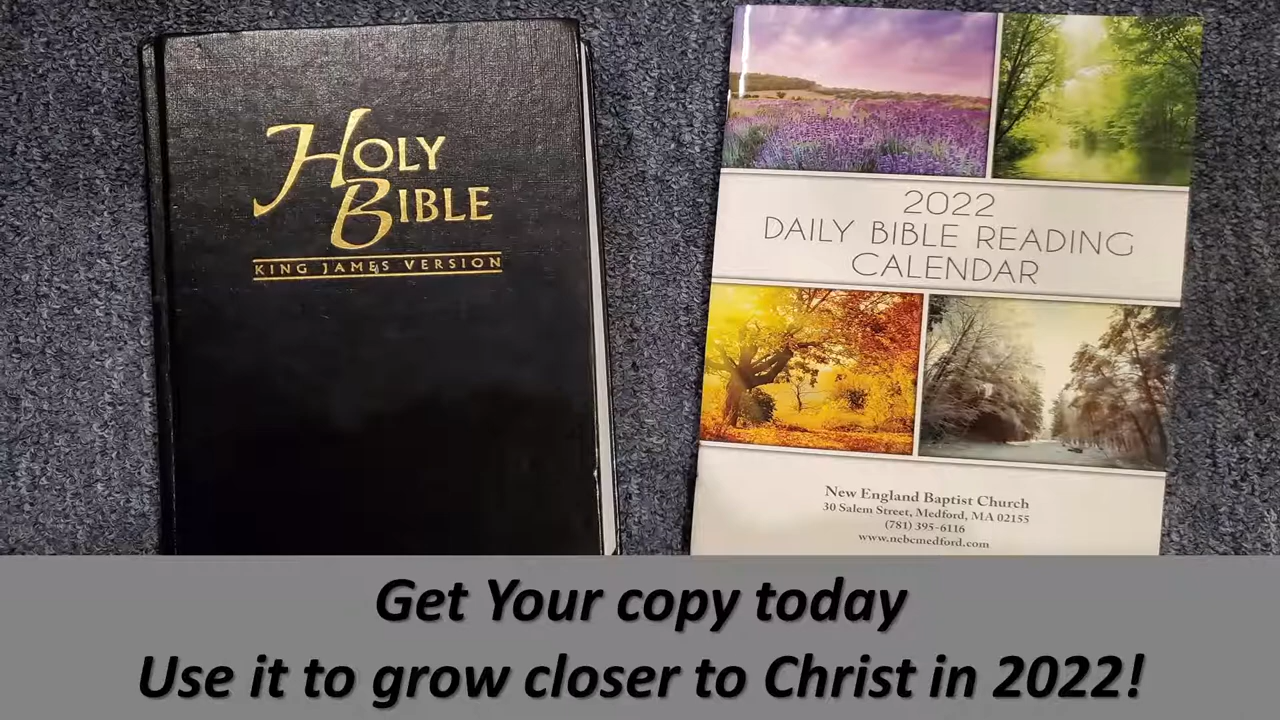 HOLY
BIBLE
KING JAMES VERSION
2022
DAILY BIBLE READING
CALENDAR
New England Baptist Church
30 Salem Street, Medford, MA 02155
(781) 395-6116
www.nebcmedford.com
Get Your copy today
Use it to grow closer to Christ in 2022!